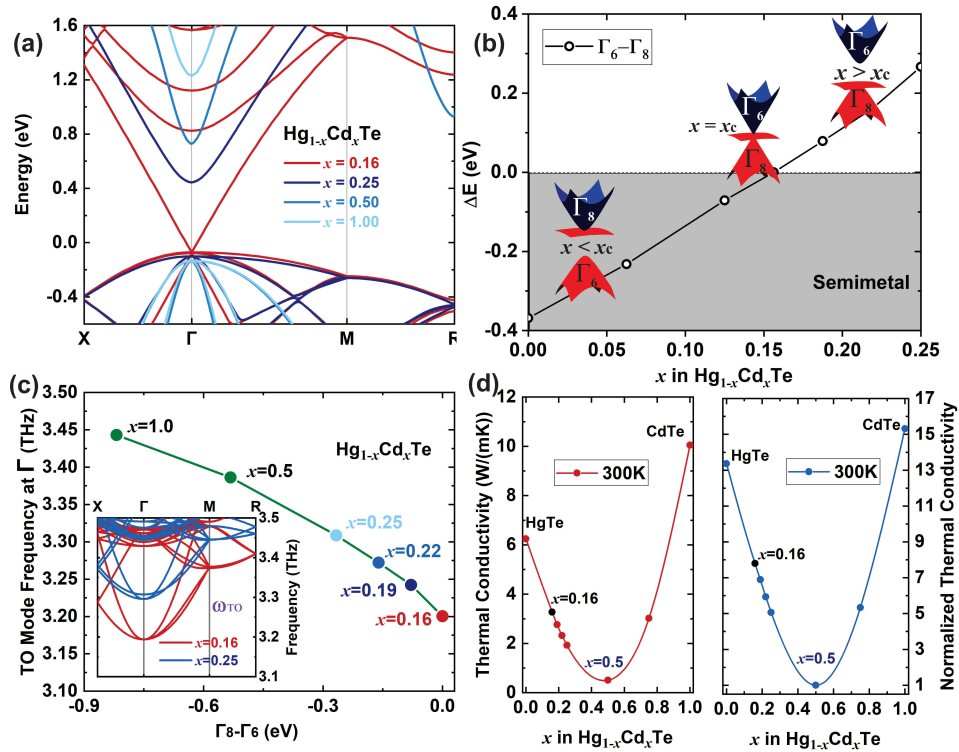 (a)
1.6
1.2
0.8
0.4
0.0
-0.4
Energy (eV)
Hg1-xCdxTe
x = 0.16
x = 0.25
x = 0.50
x = 1.00
X
Γ
M
R
(b)
Γ6–Γ8
0.4
0.2
0.0
-0.2
-0.4
ΔE (eV)
Γ6
x > xc
Γ8
Γ6
x = xc
Γ8
Γ8
x < xc
Γ6
Semimetal
0.00
0.05
0.10
0.15
0.20
0.25
x in Hg1-xCdxTe
(c)
3.50
3.45
3.40
3.35
3.30
3.25
3.20
3.15
3.10
TO Mode Frequency at Γ (THz)
x=1.0
Hg1-xCdxTe
x=0.5
x=0.25
x=0.22
x=0.19
x=0.16
X
Γ
M
R
3.5
3.4
3.3
3.2
3.1
Frequency (THz)
ωTO
x=0.16
x=0.25
-0.9
-0.6
-0.3
0.0
Γ8-Γ6 (eV)
(d)
12
10
8
6
4
2
0
Thermal Conductivity (W/(mK))
CdTe
300K
HgTe
x=0.16
x=0.5
0.0
0.2
0.4
0.6
0.8
1.0
x in Hg1-xCdxTe
CdTe
HgTe
300K
x=0.16
x=0.5
17
15
13
11
9
7
5
3
1
Normalized Thermal Conductivity
0.0
0.2
0.4
0.6
0.8
1.0
x in Hg1-xCdxTe